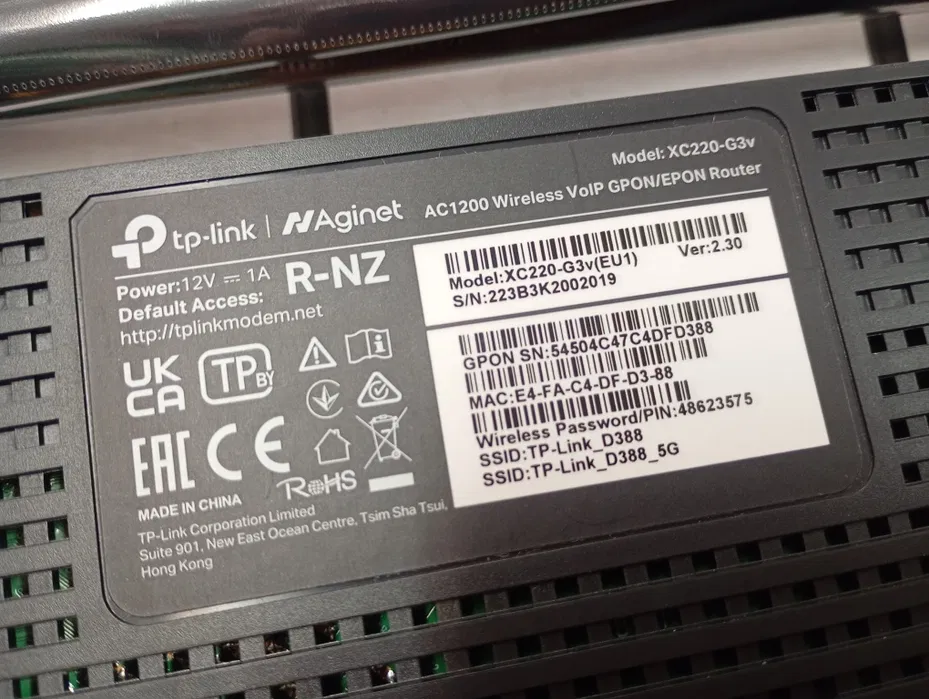 Model: XC220-G3v
tp-link | Aginet AC1200 Wireless VoIP GPON/EPON Router
Power:12V ⎓ 1A
R-NZ
Default Access:
http://tplinkmodem.net
UK
CA
TP BY
EAC
CE
RoHS
MADE IN CHINA
TP-Link Corporation Limited
Suite 901, New East Ocean Centre, Tsim Sha Tsui,
Hong Kong
Model:XC220-G3v(EU1) Ver:2.30
S/N:223B3K2002019
GPON SN:54504C47C4DFD388
MAC:E4-FA-C4-DF-D3-88
Wireless Password/PIN:48623575
SSID:TP-Link_D388
SSID:TP-Link_D388_5G